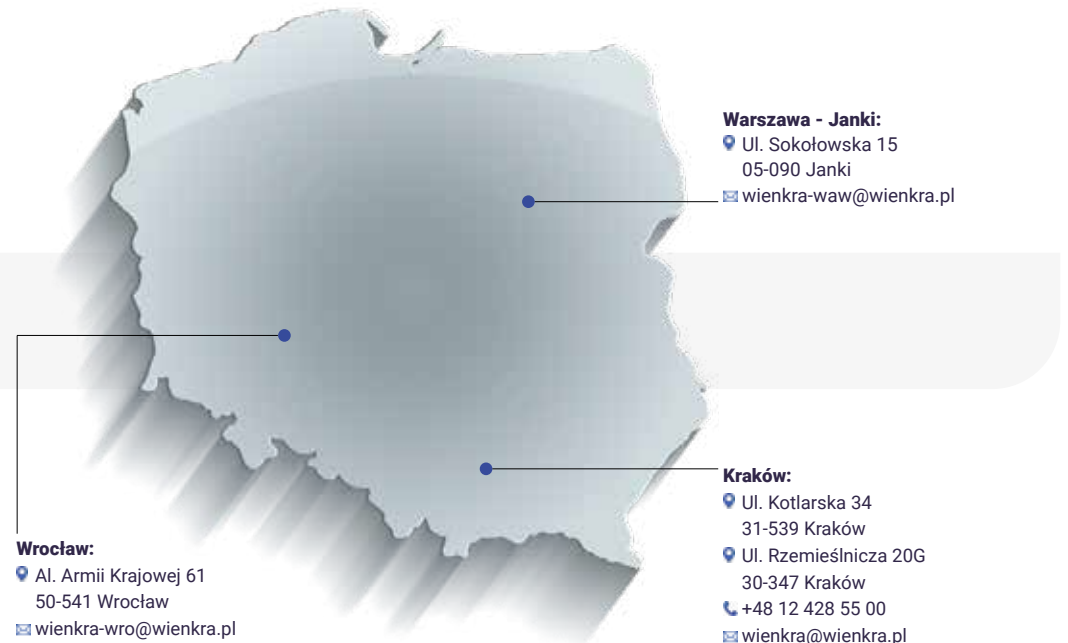 Warszawa - Janki:
Ul. Sokołowska 15
05-090 Janki
wienkra-waw@wienkra.pl
Kraków:
Ul. Kotlarska 34
31-539 Kraków
Ul. Rzemieślnicza 20G
30-347 Kraków
+48 12 428 55 00
wienkra@wienkra.pl
Wrocław:
Al. Armii Krajowej 61
50-541 Wrocław
wienkra-wro@wienkra.pl